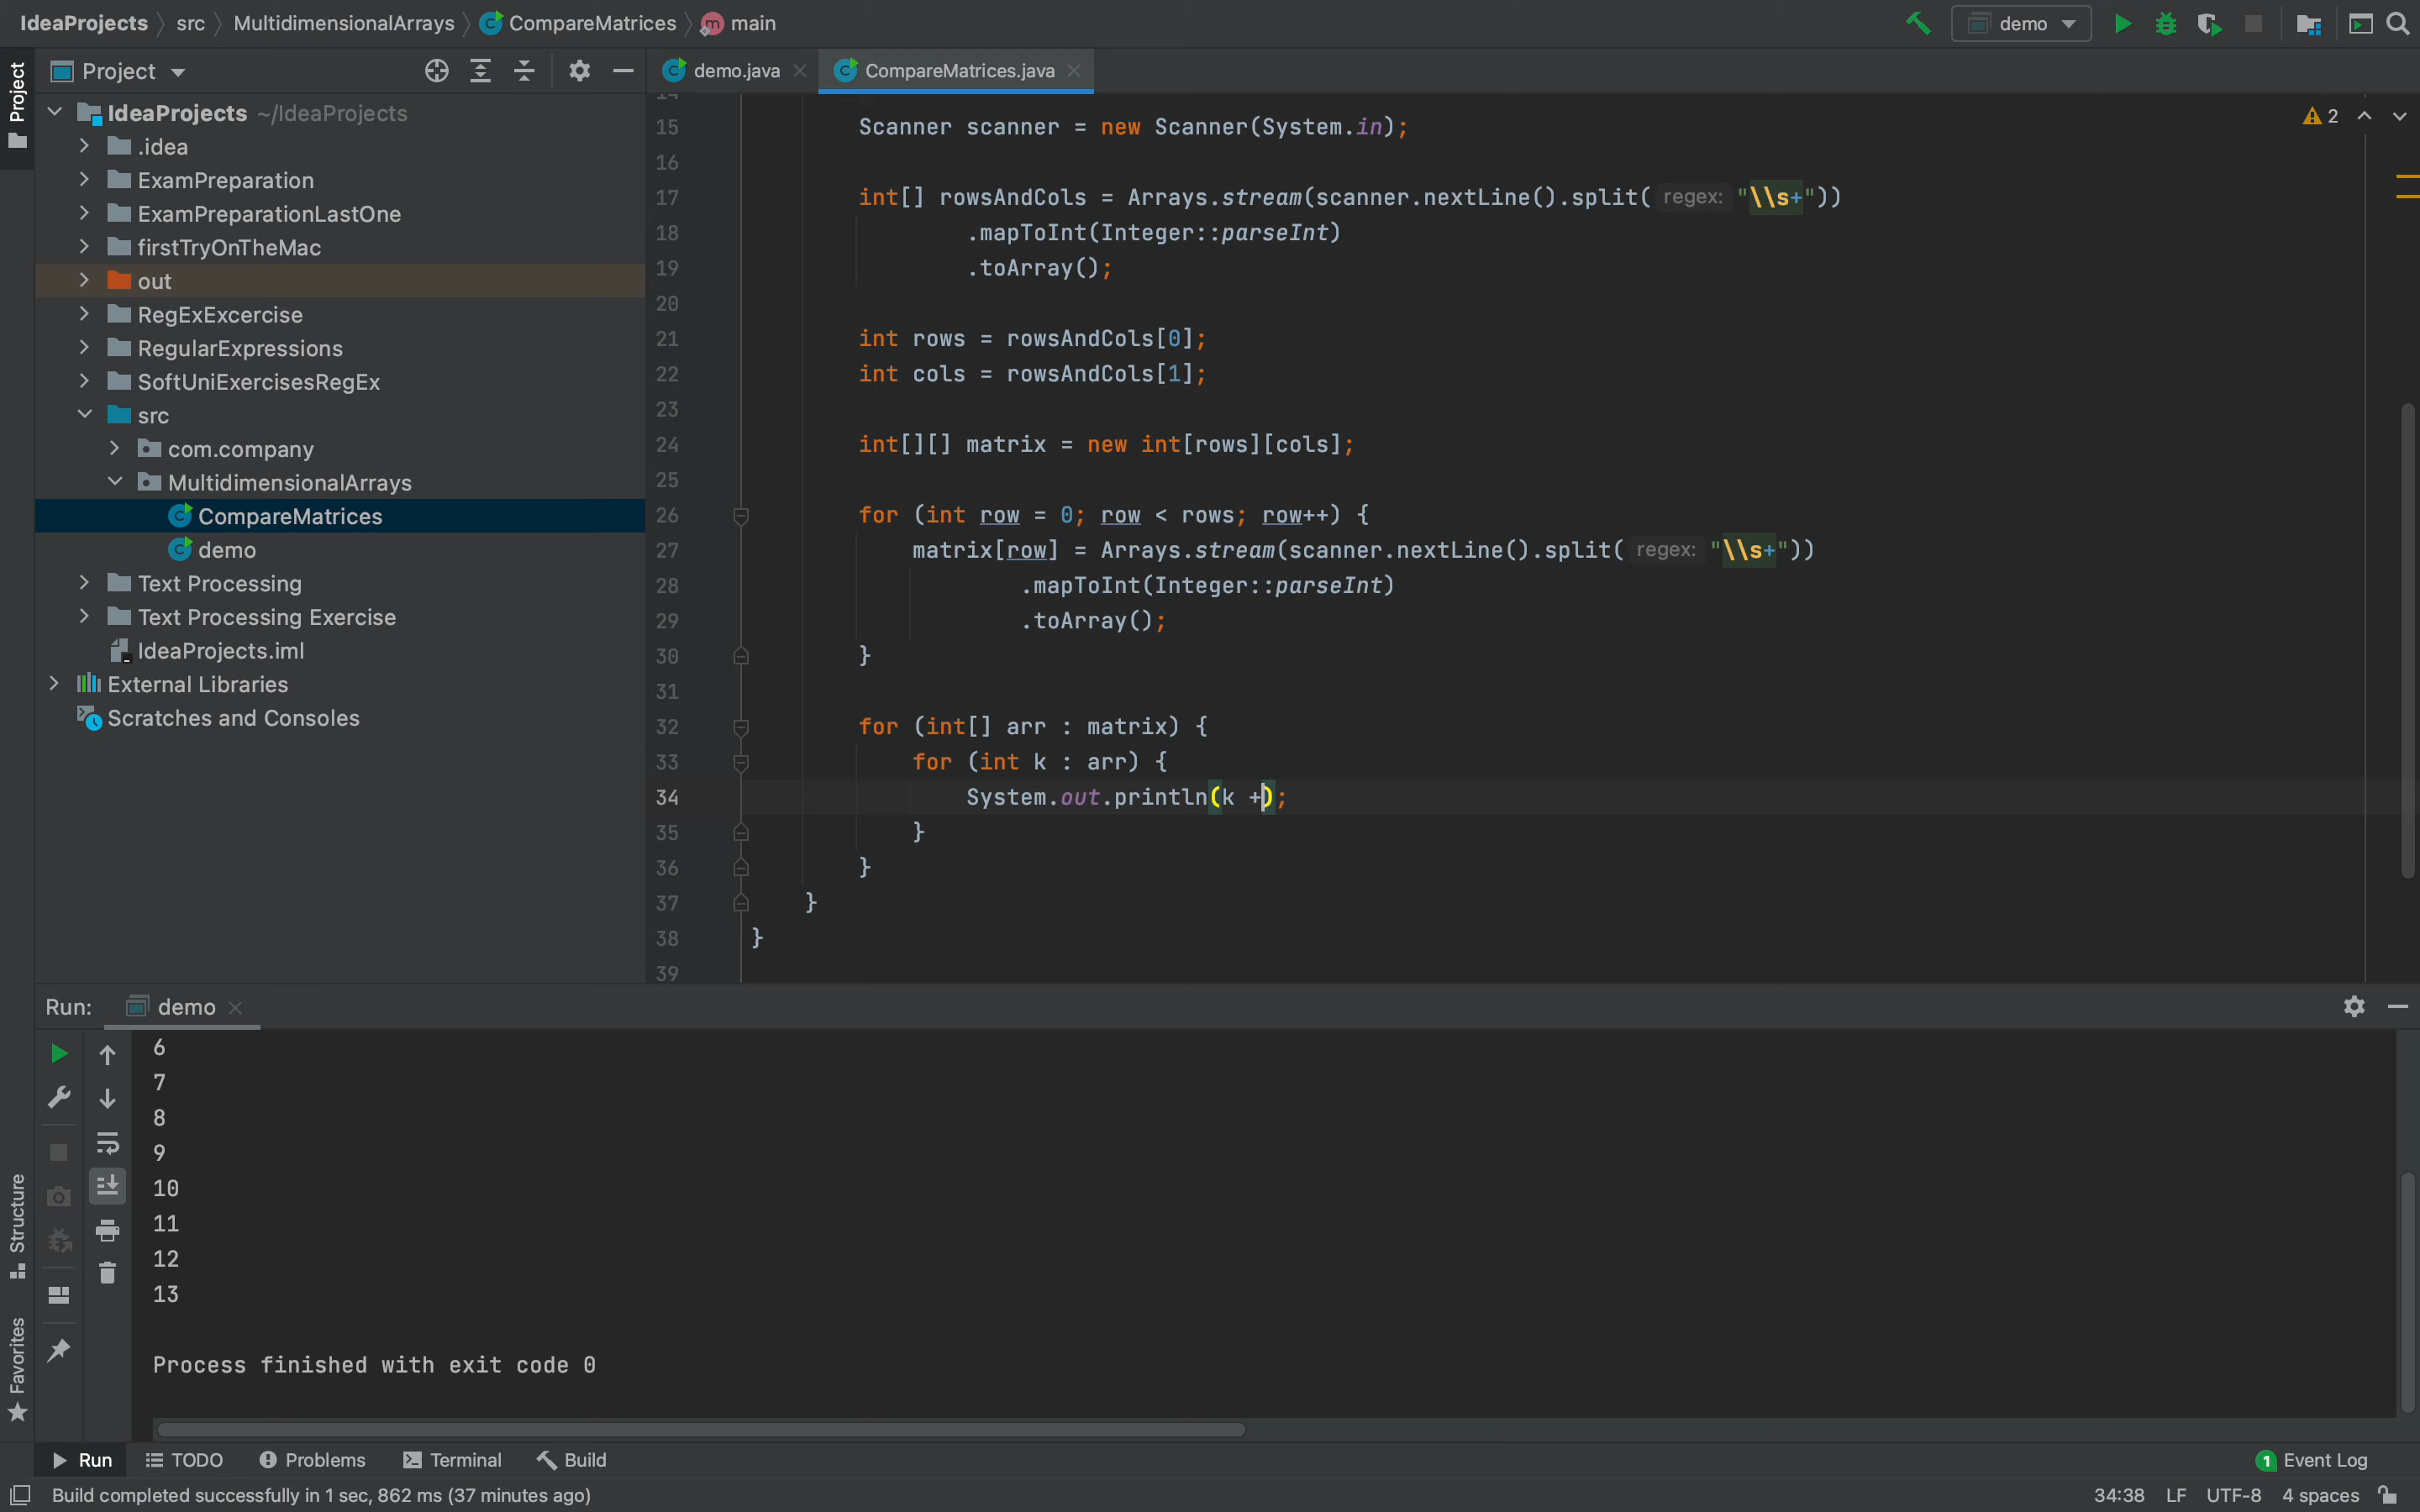 IdeaProjects src MultidimensionalArrays CompareMatrices main
demo
Project
demo.java
CompareMatrices.java
Project
IdeaProjects ~/IdeaProjects
.idea
ExamPreparation
ExamPreparationLastOne
firstTryOnTheMac
out
RegExExcercise
RegularExpressions
SoftUniExercisesRegEx
src
com.company
MultidimensionalArrays
CompareMatrices
demo
Text Processing
Text Processing Exercise
IdeaProjects.iml
External Libraries
Scratches and Consoles
2
14
15 Scanner scanner = new Scanner(System.in);
16
17 int[] rowsAndCols = Arrays.stream(scanner.nextLine().split( regex: "\\s+"))
18 .mapToInt(Integer::parseInt)
19 .toArray();
20
21 int rows = rowsAndCols[0];
22 int cols = rowsAndCols[1];
23
24 int[][] matrix = new int[rows][cols];
25
26 for (int row = 0; row < rows; row++) {
27 matrix[row] = Arrays.stream(scanner.nextLine().split( regex: "\\s+"))
28 .mapToInt(Integer::parseInt)
29 .toArray();
30 }
31
32 for (int[] arr : matrix) {
33 for (int k : arr) {
34 System.out.println(k +);
35 }
36 }
37 }
38 }
39
Run: demo
6
7
8
9
10
11
12
13
Process finished with exit code 0
Structure
Favorites
Run TODO Problems Terminal Build
1 Event Log
Build completed successfully in 1 sec, 862 ms (37 minutes ago)
34:38 LF UTF-8 4 spaces